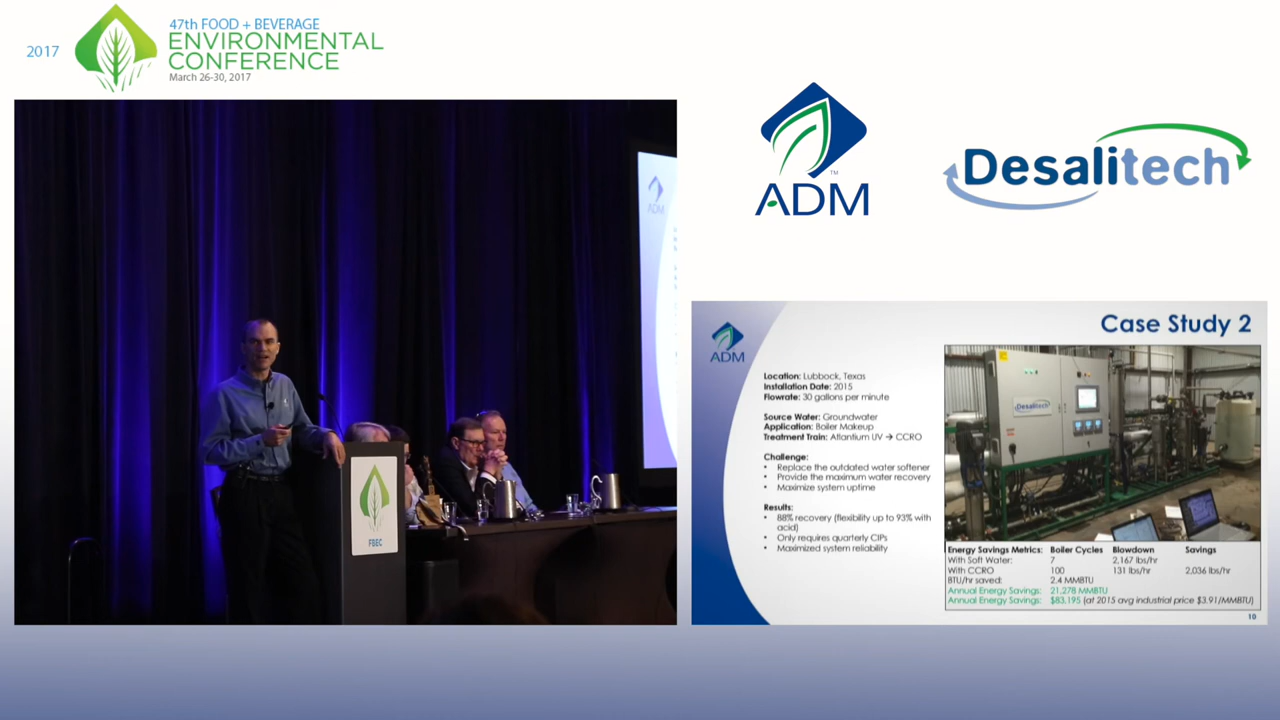 2017
47th FOOD + BEVERAGE
ENVIRONMENTAL
CONFERENCE
March 26-30, 2017
ADM
FBEC
ADM
TM
Desalitech
Case Study 2
ADM
Location: Lubbock, Texas
Installation Date: 2015
Flowrate: 30 gallons per minute
Source Water: Groundwater
Application: Boiler Makeup
Treatment Train: Atlantium UV → CCRO
Challenge:
• Replace the outdated water softener
• Provide the maximum water recovery
• Maximize system uptime
Results:
• 88% recovery (flexibility up to 93% with
acid)
• Only requires quarterly CIPs
• Maximized system reliability
Desalitech
Energy Savings Metrics: Boiler Cycles Blowdown Savings
With Soft Water: 7 2,167 lbs/hr
With CCRO 100 131 lbs/hr 2,036 lbs/hr
BTU/hr saved: 2.4 MMBTU
Annual Energy Savings: 21,278 MMBTU
Annual Energy Savings: $83,195 (at 2015 avg industrial price $3.91/MMBTU)
10